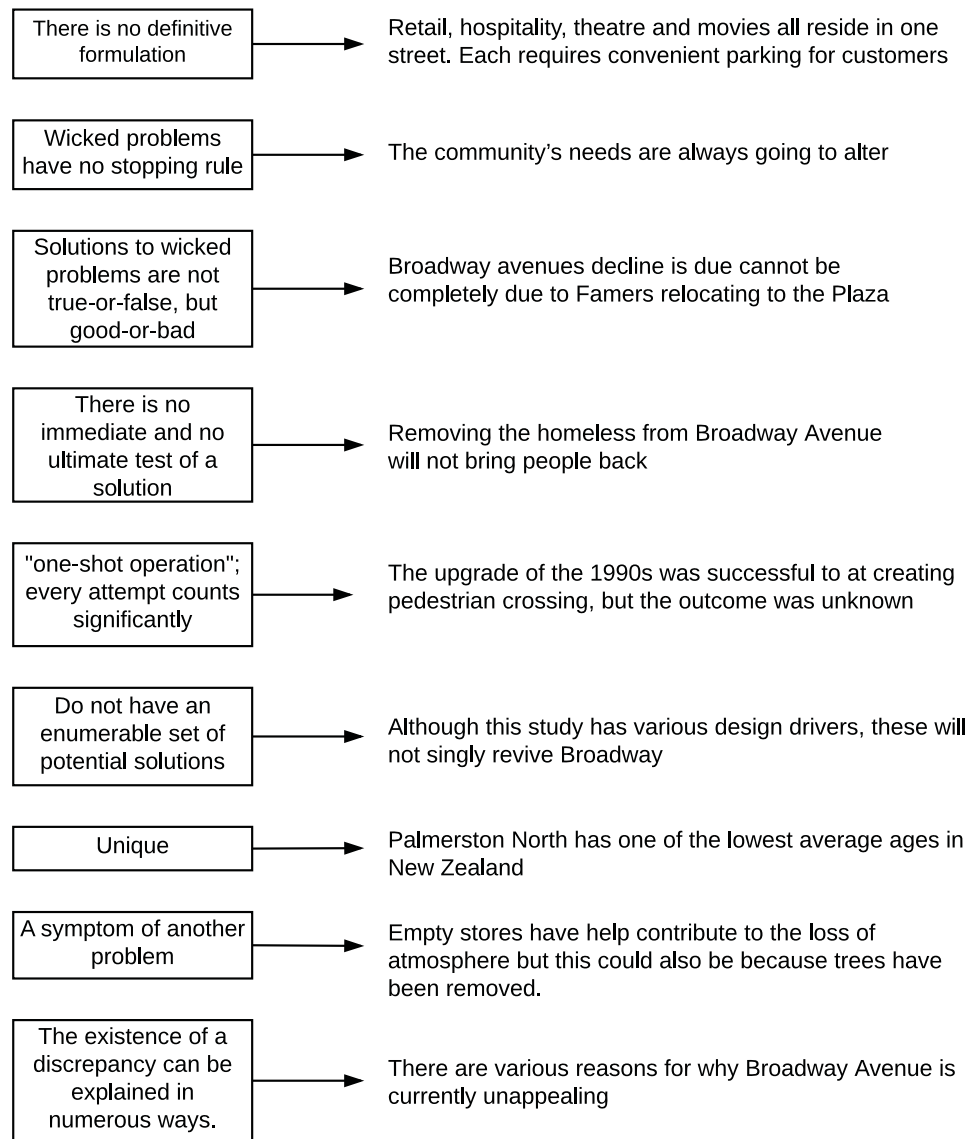 There is no definitive
formulation
Retail, hospitality, theatre and movies all reside in one
street. Each requires convenient parking for customers
Wicked problems
have no stopping rule
The community’s needs are always going to alter
Solutions to wicked
problems are not
true-or-false, but
good-or-bad
Broadway avenues decline is due cannot be
completely due to Famers relocating to the Plaza
There is no
immediate and no
ultimate test of a
solution
Removing the homeless from Broadway Avenue
will not bring people back
"one-shot operation";
every attempt counts
significantly
The upgrade of the 1990s was successful to at creating
pedestrian crossing, but the outcome was unknown
Do not have an
enumerable set of
potential solutions
Although this study has various design drivers, these will
not singly revive Broadway
Unique
Palmerston North has one of the lowest average ages in
New Zealand
A symptom of another
problem
Empty stores have help contribute to the loss of
atmosphere but this could also be because trees have
been removed.
The existence of a
discrepancy can be
explained in
numerous ways.
There are various reasons for why Broadway Avenue is
currently unappealing